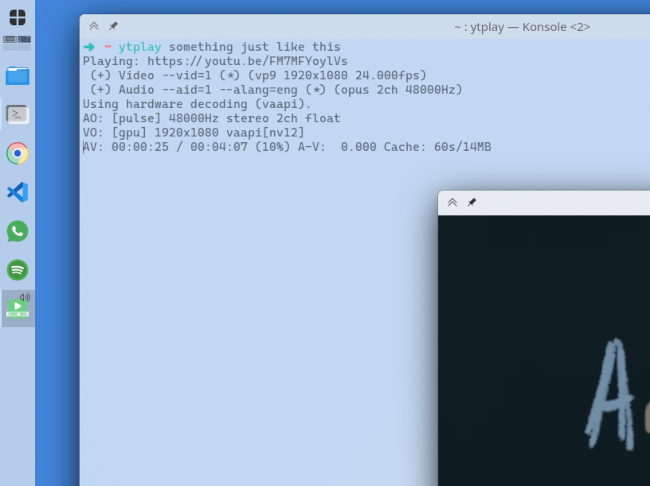 ~ : ytplay — Konsole <2>
➜ ~ ytplay something just like this
Playing: https://youtu.be/FM7MFYoylVs
(+) Video --vid=1 (*) (vp9 1920x1080 24.000fps)
(+) Audio --aid=1 --alang=eng (*) (opus 2ch 48000Hz)
Using hardware decoding (vaapi).
AO: [pulse] 48000Hz stereo 2ch float
VO: [gpu] 1920x1080 vaapi[nv12]
AV: 00:00:25 / 00:04:07 (10%) A-V:  0.000 Cache: 60s/14MB
A